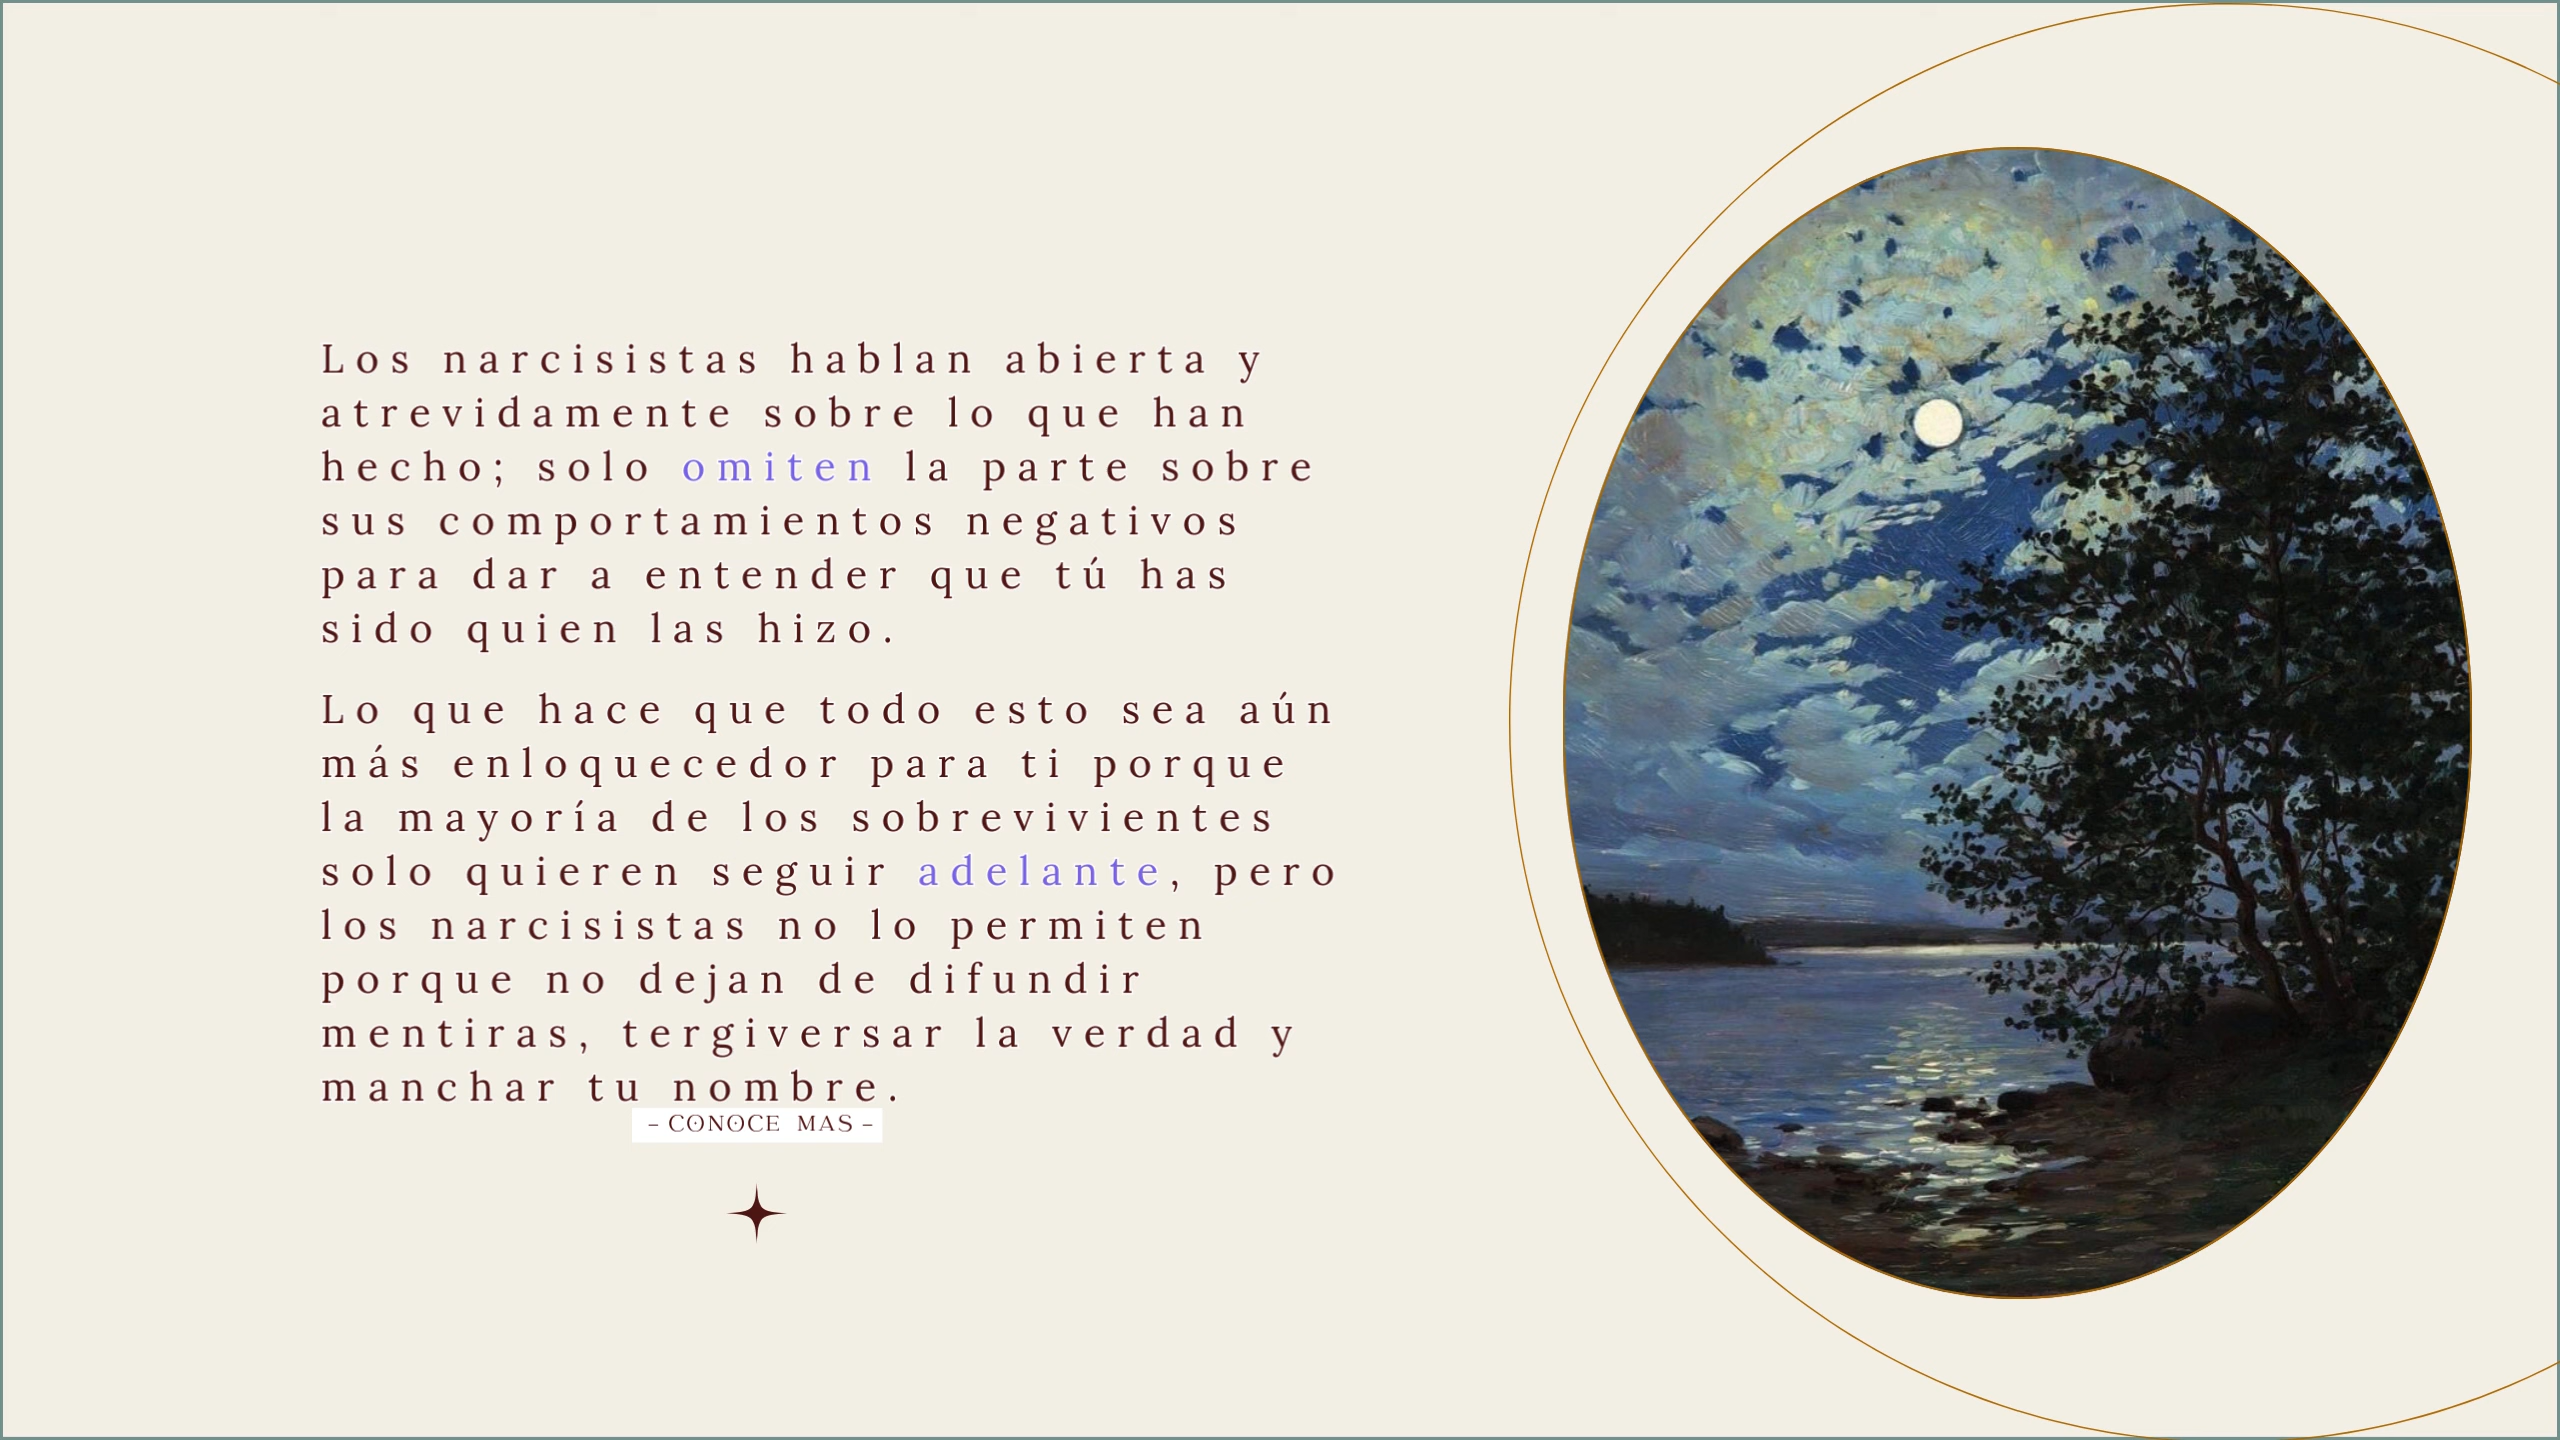 Los narcisistas hablan abierta y
atrevidamente sobre lo que han
hecho; solo omiten la parte sobre
sus comportamientos negativos
para dar a entender que tú has
sido quien las hizo.
Lo que hace que todo esto sea aún
más enloquecedor para ti porque
la mayoría de los sobrevivientes
solo quieren seguir adelante, pero
los narcisistas no lo permiten
porque no dejan de difundir
mentiras, tergiversar la verdad y
manchar tu nombre.
- CONOCE MAS -